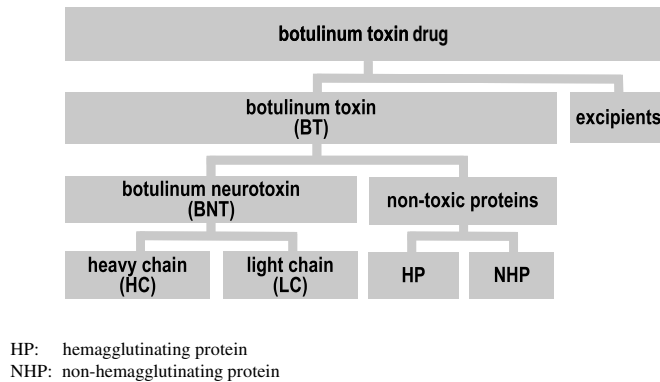 botulinum toxin drug
botulinum toxin
(BT)
excipients
botulinum neurotoxin
(BNT)
non-toxic proteins
heavy chain
(HC)
light chain
(LC)
HP
NHP
HP: hemagglutinating protein
NHP: non-hemagglutinating protein